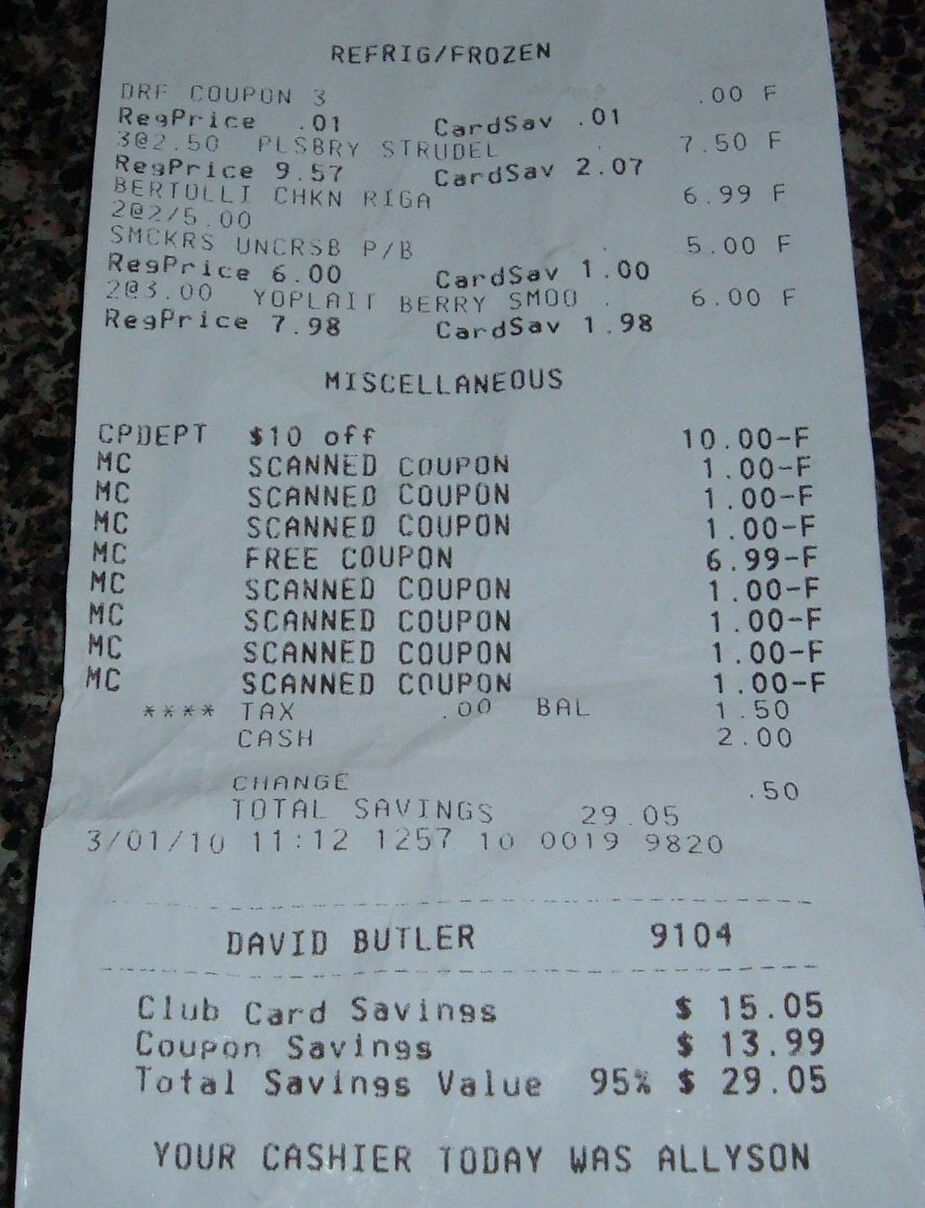 REFRIG/FROZEN
DRF COUPON 3 .00 F
RegPrice .01 CardSav .01
3@2.50 PLSBRY STRUDEL 7.50 F
RegPrice 9.57 CardSav 2.07
BERTOLLI CHKN RIGA 6.99 F
2@2/5.00
SMCKRS UNCRSB P/B 5.00 F
RegPrice 6.00 CardSav 1.00
2@3.00 YOPLAIT BERRY SMOO 6.00 F
RegPrice 7.98 CardSav 1.98
MISCELLANEOUS
CPDEPT $10 off 10.00-F
MC SCANNED COUPON 1.00-F
MC SCANNED COUPON 1.00-F
MC SCANNED COUPON 1.00-F
MC FREE COUPON 6.99-F
MC SCANNED COUPON 1.00-F
MC SCANNED COUPON 1.00-F
MC SCANNED COUPON 1.00-F
MC SCANNED COUPON 1.00-F
**** TAX .00 BAL 1.50
CASH 2.00
CHANGE .50
TOTAL SAVINGS 29.05
3/01/10 11:12 1257 10 0019 9820
DAVID BUTLER 9104
Club Card Savings $ 15.05
Coupon Savings $ 13.99
Total Savings Value 95% $ 29.05
YOUR CASHIER TODAY WAS ALLYSON